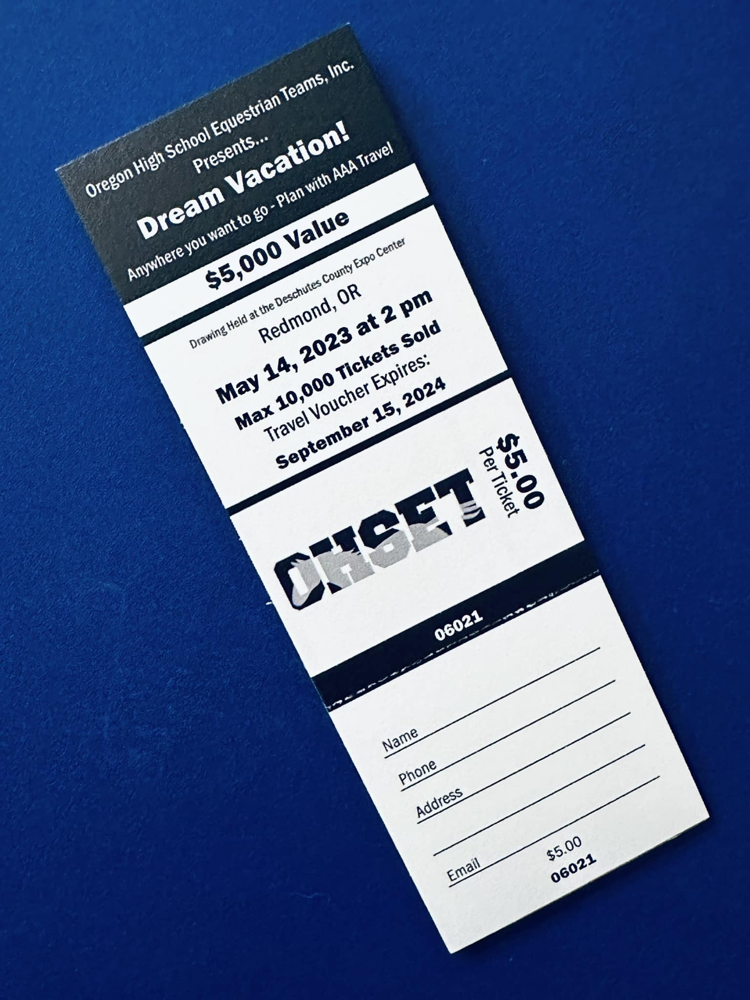 Oregon High School Equestrian Teams, Inc.
Presents...
Dream Vacation!
Anywhere you want to go - Plan with AAA Travel
$5,000 Value
Drawing Held at the Deschutes County Expo Center
Redmond, OR
May 14, 2023 at 2 pm
Max 10,000 Tickets Sold
Travel Voucher Expires:
September 15, 2024
OHSET
$5.00
Per Ticket
06021
Name
Phone
Address
Email
$5.00
06021